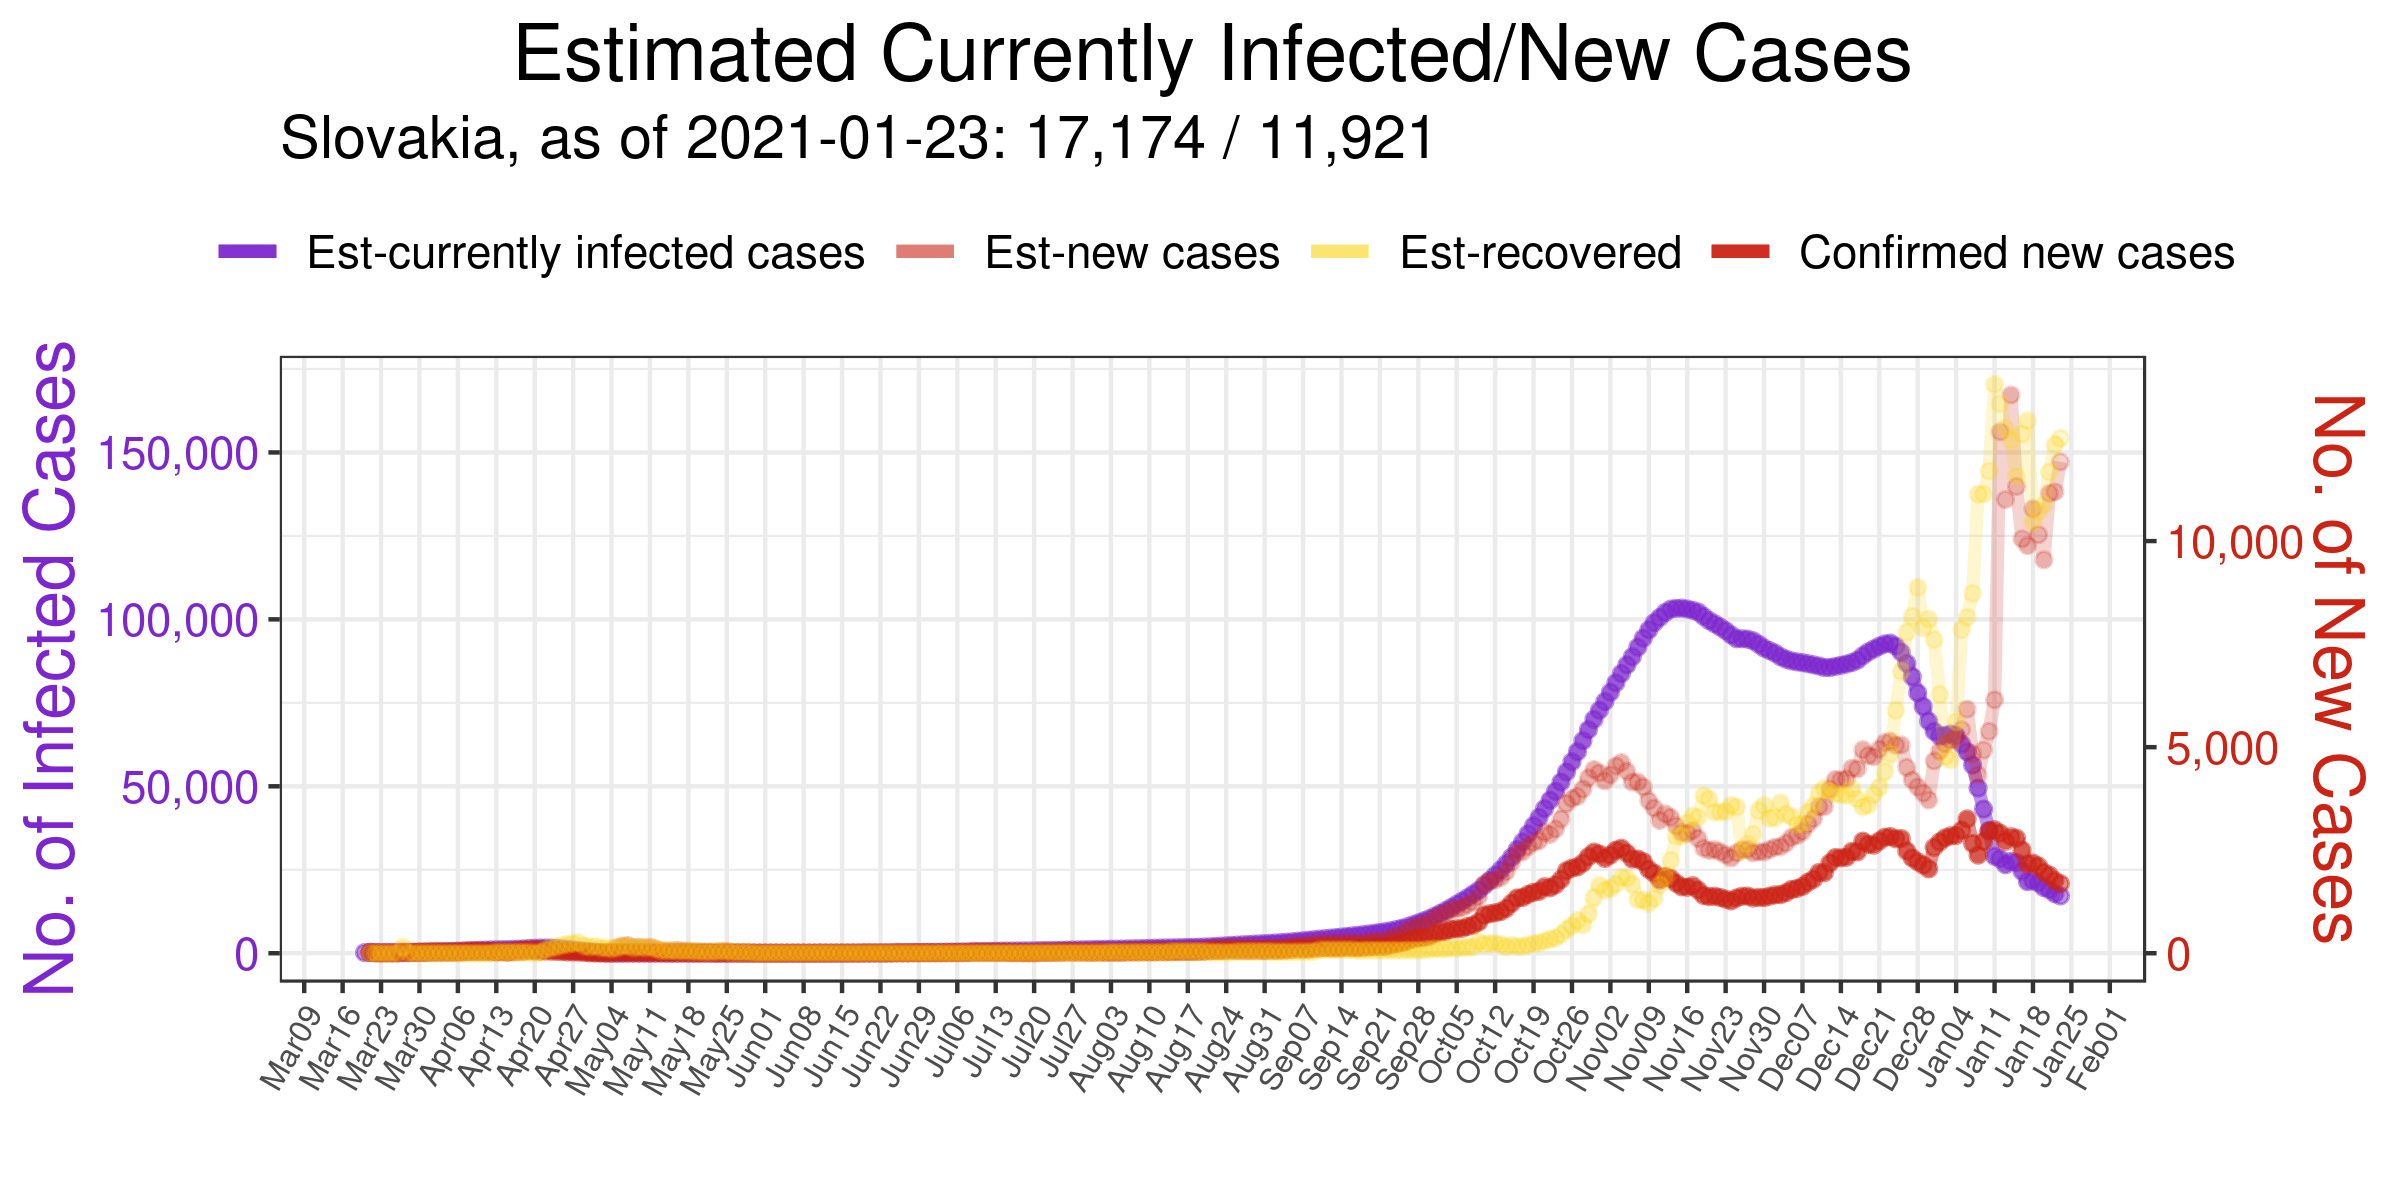 Estimated Currently Infected/New Cases
Slovakia, as of 2021-01-23: 17,174 / 11,921
Est-currently infected cases Est-new cases Est-recovered Confirmed new cases
No. of Infected Cases
150,000
100,000
50,000
0
10,000
5,000
0
No. of New Cases
Mar09 Mar16 Mar23 Mar30 Apr06 Apr13 Apr20 Apr27 May04 May11 May18 May25 Jun01 Jun08 Jun15 Jun22 Jun29 Jul06 Jul13 Jul20 Jul27 Aug03 Aug10 Aug17 Aug24 Aug31 Sep07 Sep14 Sep21 Sep28 Oct05 Oct12 Oct19 Oct26 Nov02 Nov09 Nov16 Nov23 Nov30 Dec07 Dec14 Dec21 Dec28 Jan04 Jan11 Jan18 Jan25 Feb01